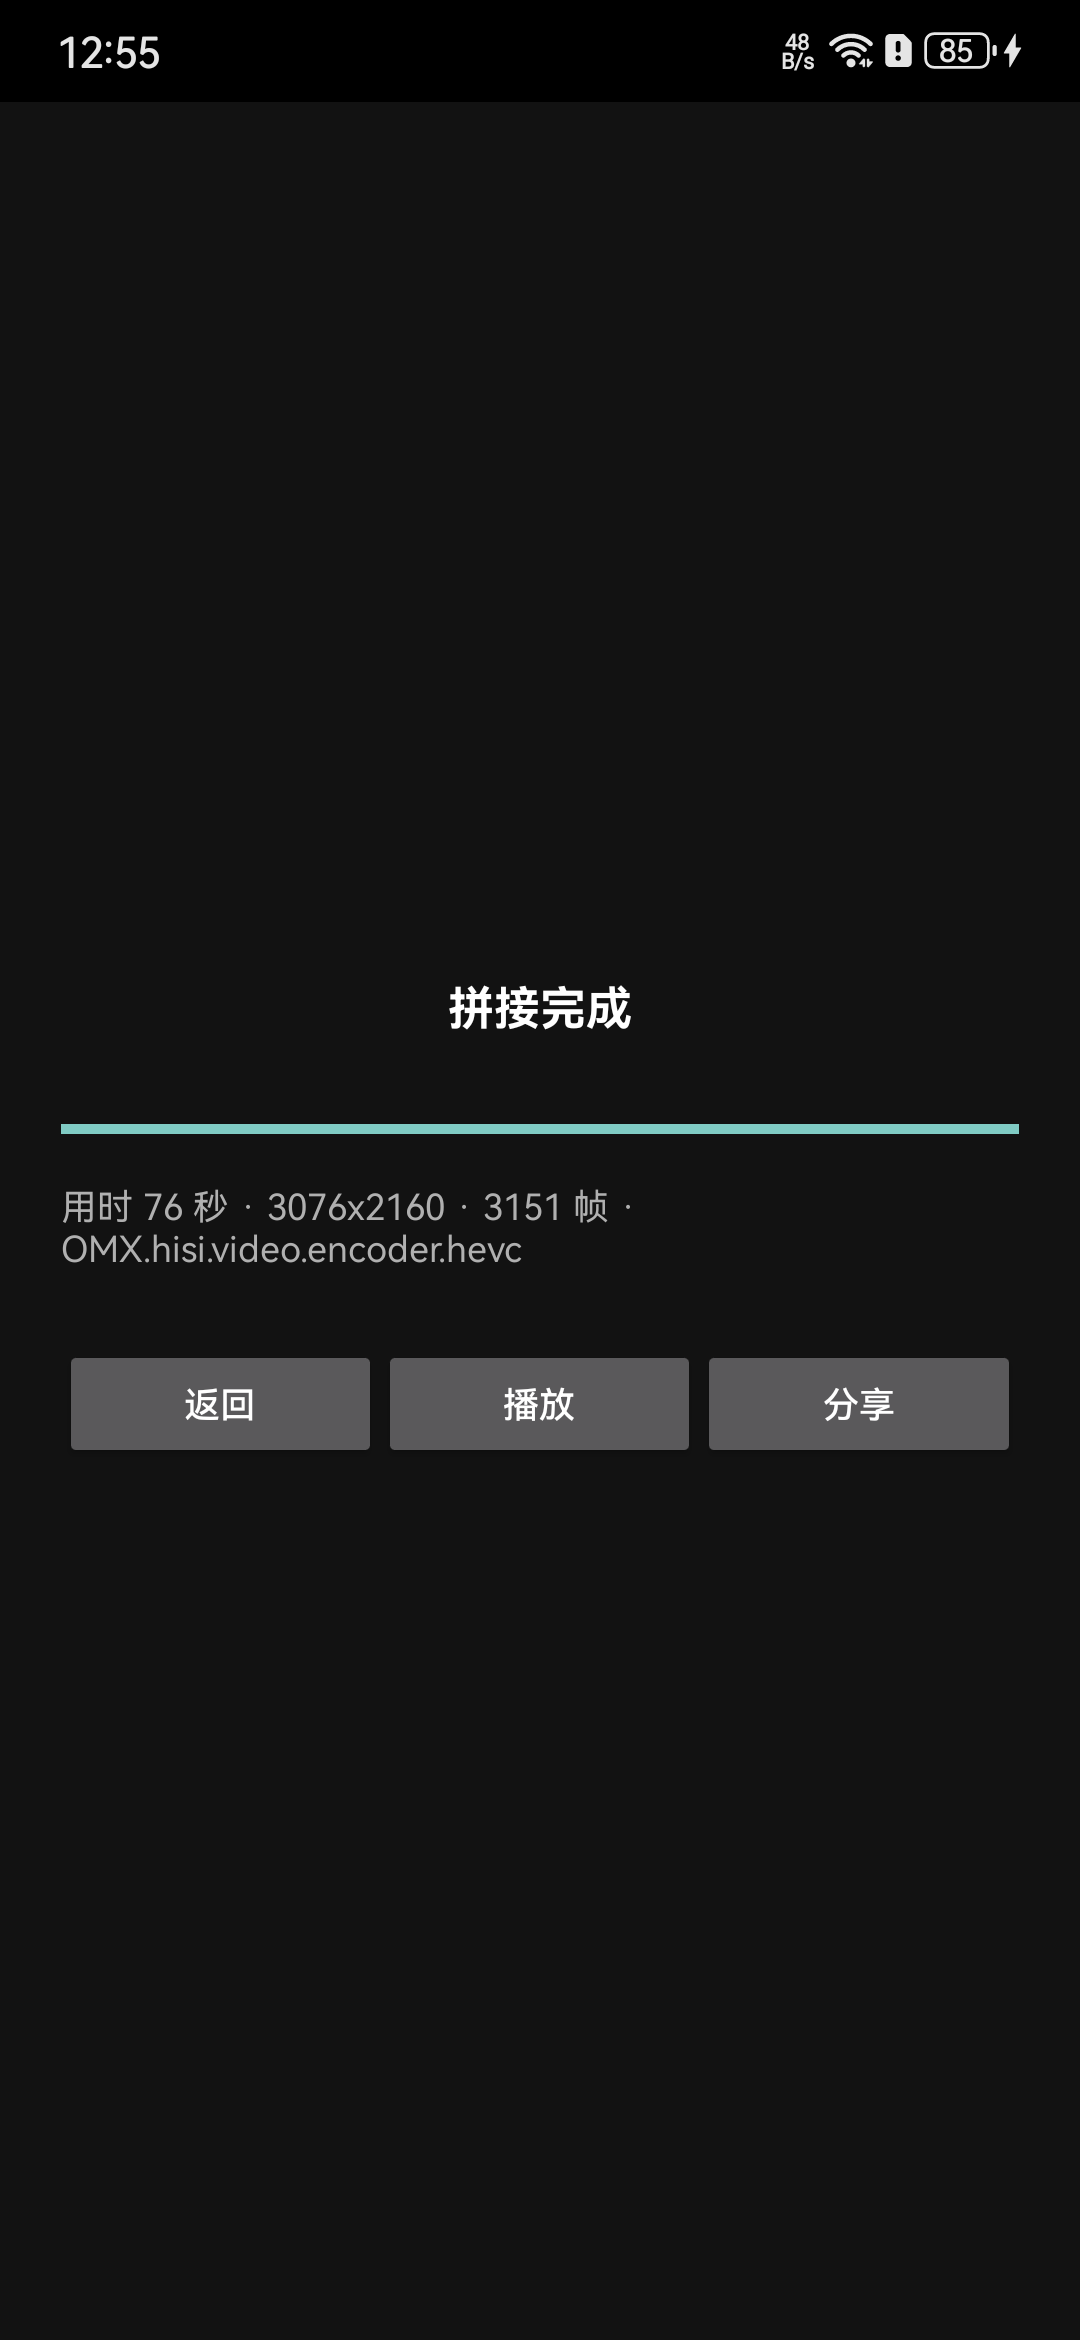 12:55
48
B/s
85
拼接完成
用时 76 秒 · 3076x2160 · 3151 帧 ·
OMX.hisi.video.encoder.hevc
返回
播放
分享